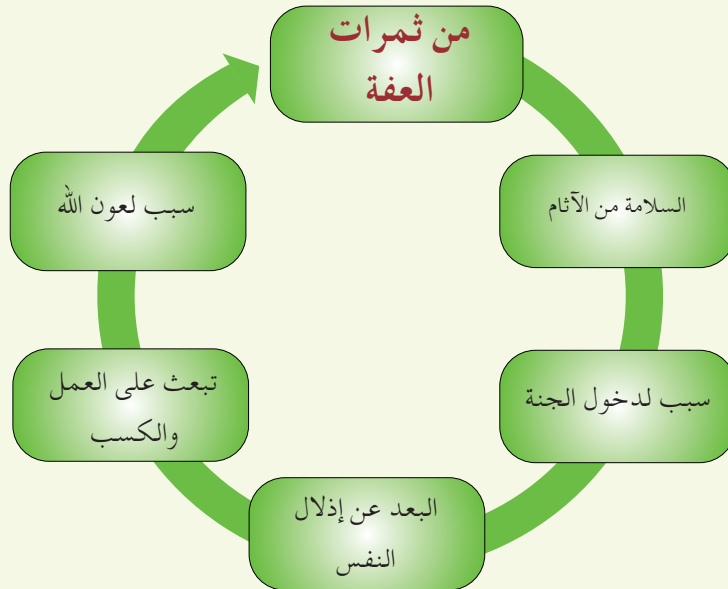 من ثمرات
العفة
السلامة من الآثام
سبب لدخول الجنة
البعد عن إذلال
النفس
تبعث على العمل
والكسب
سبب لعون الله